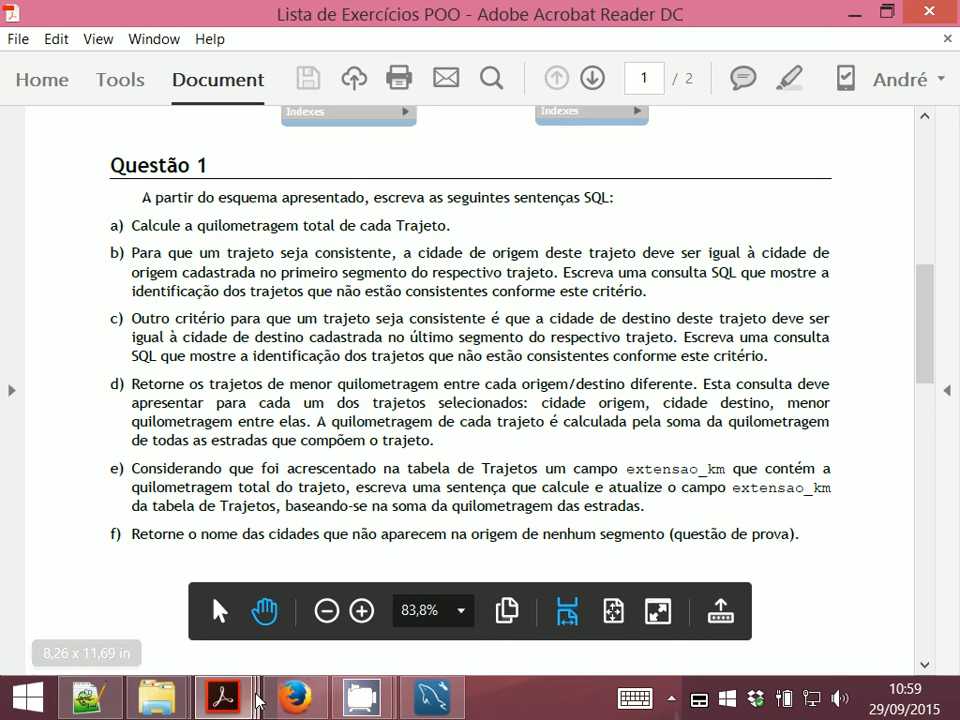 Lista de Exercícios POO - Adobe Acrobat Reader DC
File Edit View Window Help
Home Tools Document 1 / 2 André
Indexes Indexes
Questão 1
A partir do esquema apresentado, escreva as seguintes sentenças SQL:
a) Calcule a quilometragem total de cada Trajeto.
b) Para que um trajeto seja consistente, a cidade de origem deste trajeto deve ser igual à cidade de
origem cadastrada no primeiro segmento do respectivo trajeto. Escreva uma consulta SQL que mostre a
identificação dos trajetos que não estão consistentes conforme este critério.
c) Outro critério para que um trajeto seja consistente é que a cidade de destino deste trajeto deve ser
igual à cidade de destino cadastrada no último segmento do respectivo trajeto. Escreva uma consulta
SQL que mostre a identificação dos trajetos que não estão consistentes conforme este critério.
d) Retorne os trajetos de menor quilometragem entre cada origem/destino diferente. Esta consulta deve
apresentar para cada um dos trajetos selecionados: cidade origem, cidade destino, menor
quilometragem entre elas. A quilometragem de cada trajeto é calculada pela soma da quilometragem
de todas as estradas que compõem o trajeto.
e) Considerando que foi acrescentado na tabela de Trajetos um campo extensao_km que contém a
quilometragem total do trajeto, escreva uma sentença que calcule e atualize o campo extensao_km
da tabela de Trajetos, baseando-se na soma da quilometragem das estradas.
f) Retorne o nome das cidades que não aparecem na origem de nenhum segmento (questão de prova).
83,8%
8,26 x 11,69 in
10:59
29/09/2015